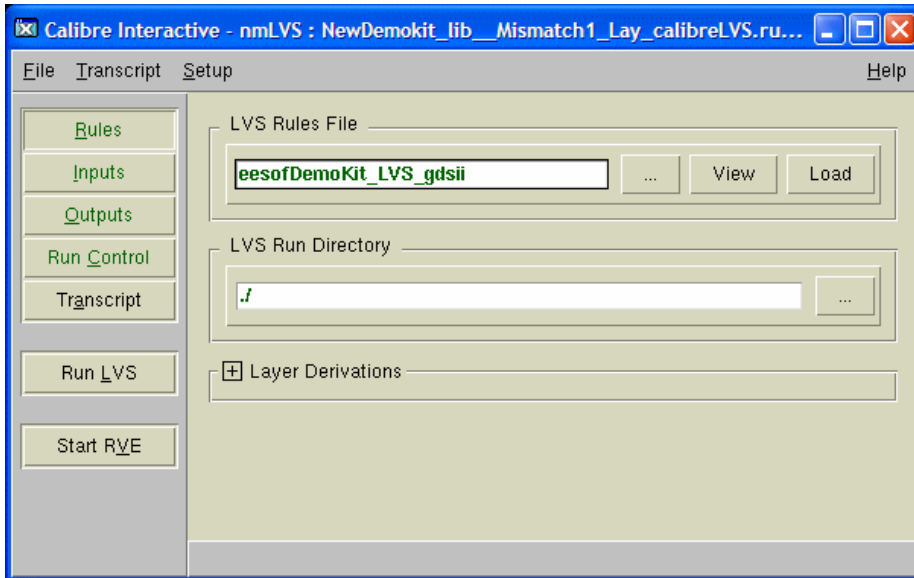 Calibre Interactive - nmLVS : NewDemokit_lib__Mismatch1_Lay_calibreLVS.ru...
File Transcript Setup Help
Rules
Inputs
Outputs
Run Control
Transcript
Run LVS
Start RVE
LVS Rules File
eesofDemoKit_LVS_gdsii ... View Load
LVS Run Directory
./ ...
+ Layer Derivations